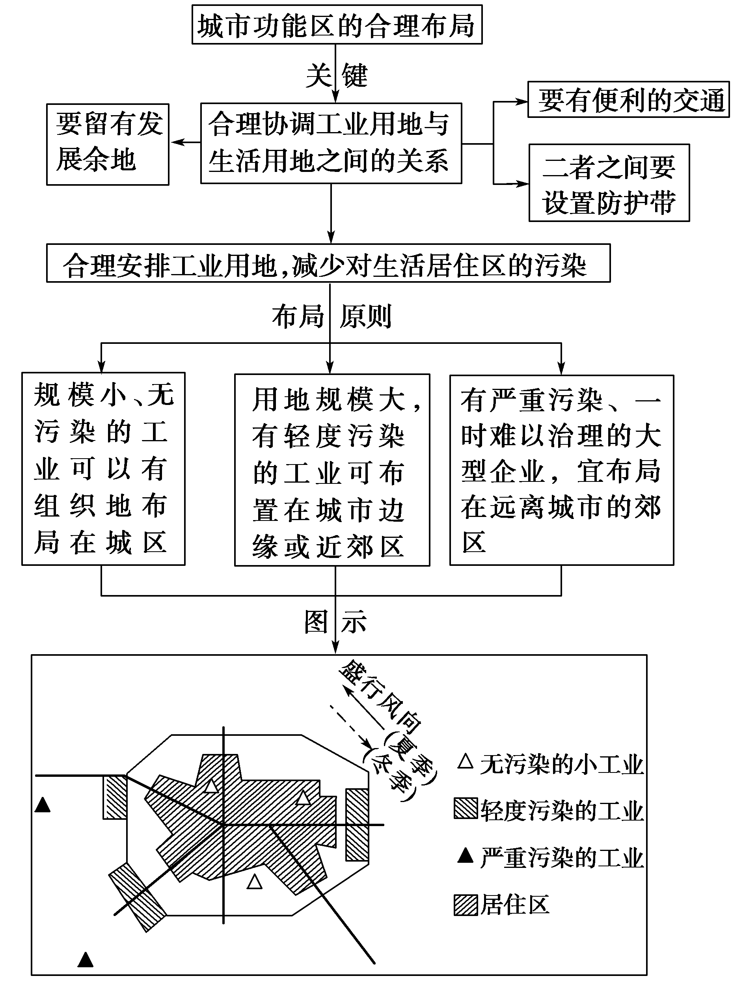 城市功能区的合理布局
关键
要有便利的交通
要留有发
展余地
合理协调工业用地与
生活用地之间的关系
二者之间要
设置防护带
合理安排工业用地,减少对生活居住区的污染
布局原则
规模小、无
污染的工
业可以有
组织地布
局在城区
用地规模大,
有轻度污染
的工业可布
置在城市边
缘或近郊区
有严重污染、一
时难以治理的大
型企业,宜布局
在远离城市的郊
区
图示
盛行风向
(夏季)
(冬季)
无污染的小工业
轻度污染的工业
严重污染的工业
居住区